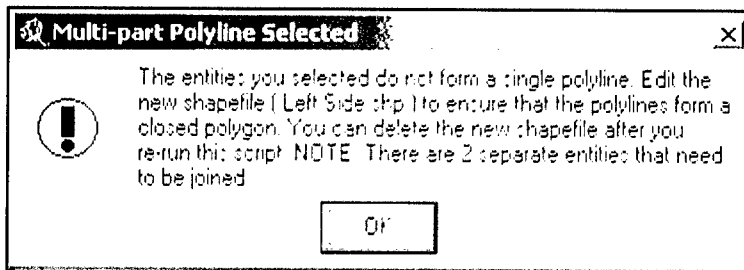 Multi-part Polyline Selected
The entities you selected do not form a single polyline. Edit the
new shapefile ( Left Side shp ) to ensure that the polylines form a
closed polygon. You can delete the new shapefile after you
re-run this script. NOTE: There are 2 separate entities that need
to be joined
OK